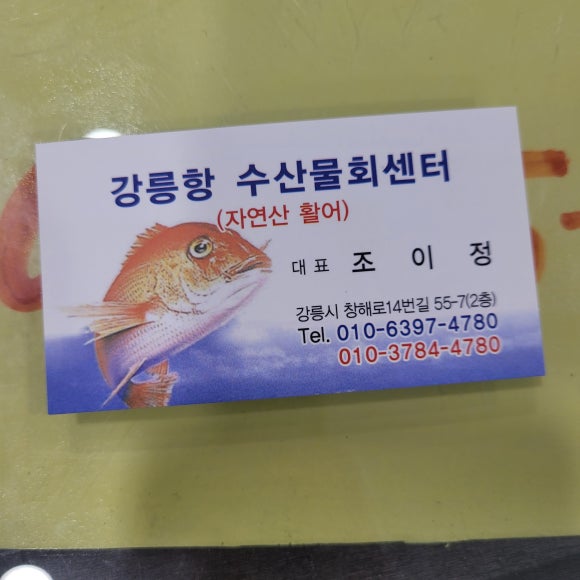 강릉항 수산물회센터
(자연산 활어)
대표 조 이 정
강릉시 창해로14번길 55-7(2층)
Tel. 010-6397-4780
010-3784-4780